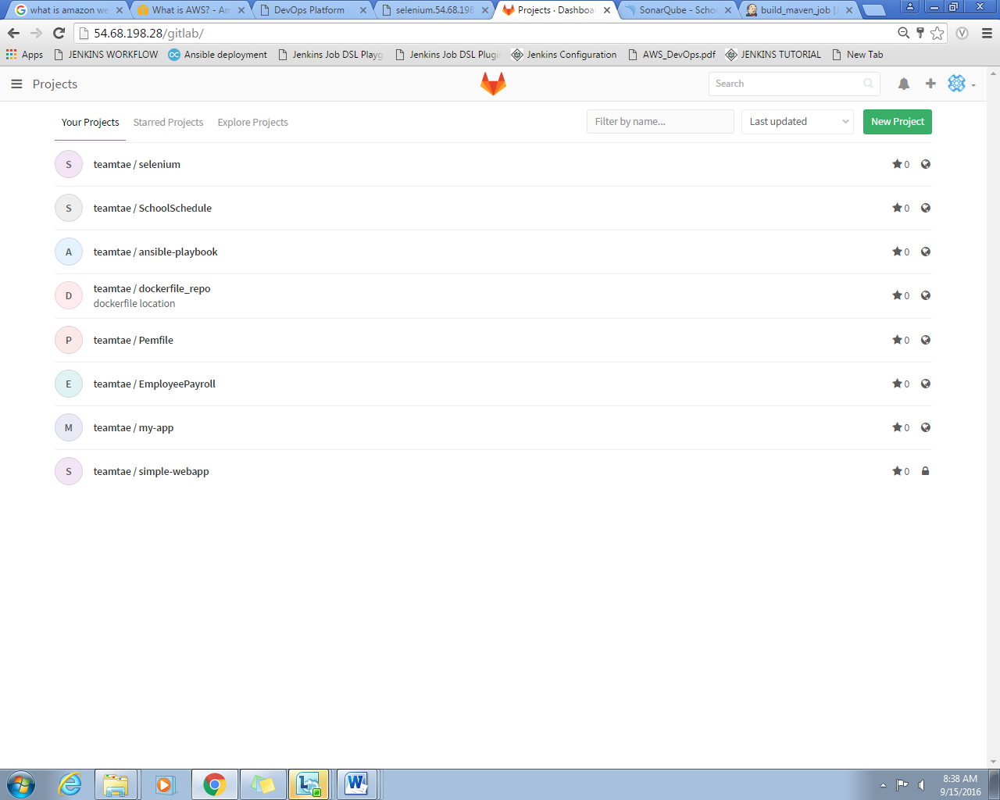 what is amazon we
What is AWS? - Am
DevOps Platform
selenium.54.68.198
Projects · Dashboa
SonarQube - Schoo
build_maven_job [J
54.68.198.28/gitlab/
Apps
JENKINS WORKFLOW
Ansible deployment
Jenkins Job DSL Playg
Jenkins Job DSL Plugi
Jenkins Configuration
AWS_DevOps.pdf
JENKINS TUTORIAL
New Tab
Projects
Search
Your Projects
Starred Projects
Explore Projects
Filter by name...
Last updated
New Project
S teamtae / selenium 0
S teamtae / SchoolSchedule 0
A teamtae / ansible-playbook 0
D teamtae / dockerfile_repo 0
dockerfile location
P teamtae / Pemfile 0
E teamtae / EmployeePayroll 0
M teamtae / my-app 0
S teamtae / simple-webapp 0
8:38 AM
9/15/2016